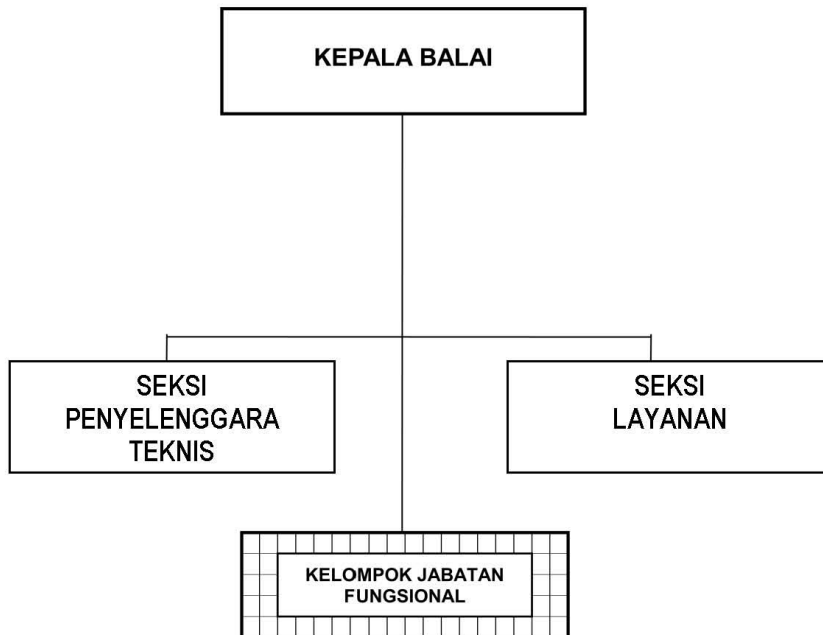 KEPALA BALAI
SEKSI
PENYELENGGARA
TEKNIS
SEKSI
LAYANAN
KELOMPOK JABATAN
FUNGSIONAL